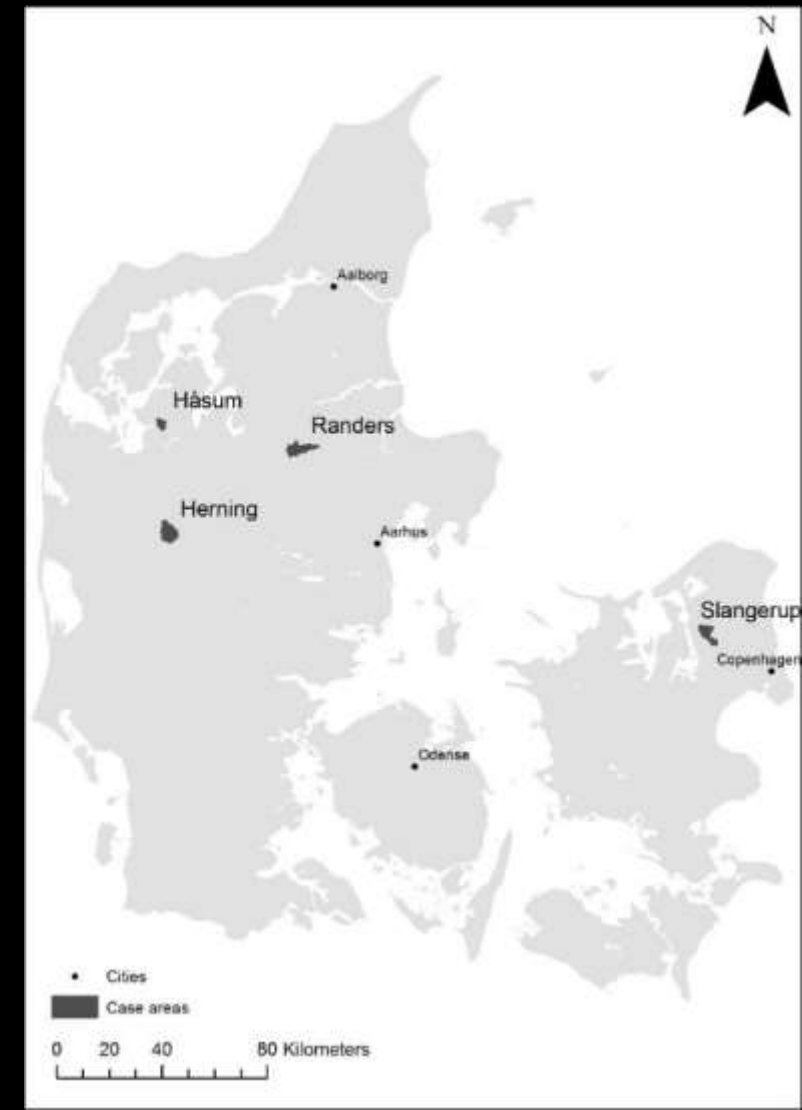 N
Aalborg
Håsum
Randers
Herning
Aarhus
Slangerup
Copenhagen
Odense
Cities
Case areas
0 20 40 80 Kilometers